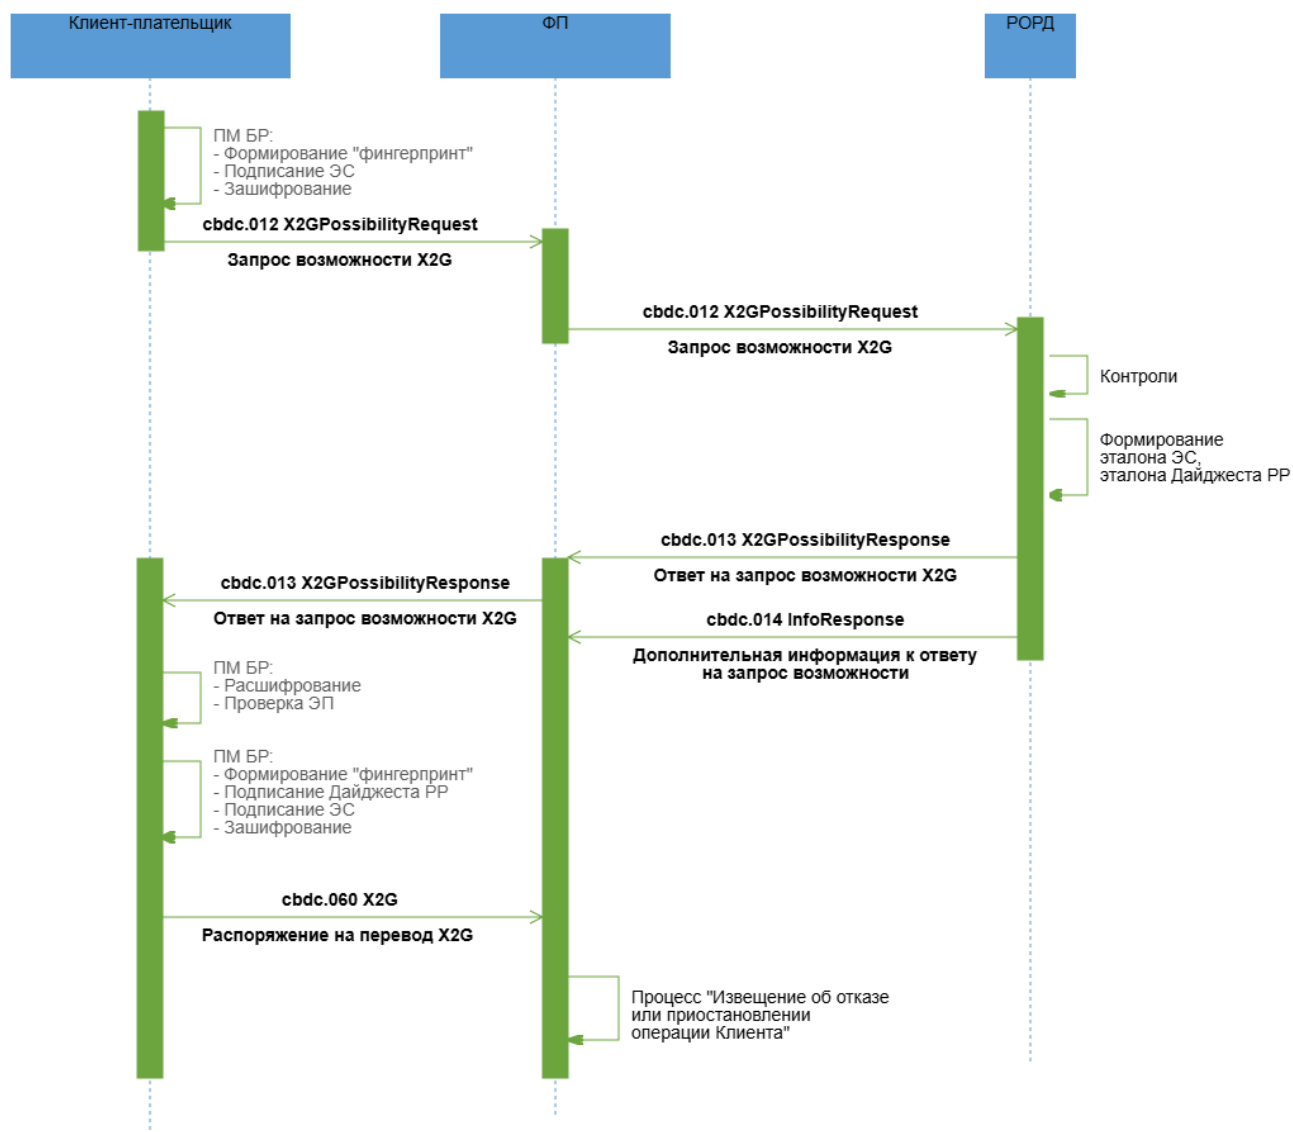 Клиент-плательщик
ФП
РОРД
ПМ БР:
- Формирование "фингерпринт"
- Подписание ЭС
- Зашифрование
cbdc.012 X2GPossibilityRequest
Запрос возможности X2G
cbdc.012 X2GPossibilityRequest
Запрос возможности X2G
Контроли
Формирование
эталона ЭС,
эталона Дайджеста РР
cbdc.013 X2GPossibilityResponse
Ответ на запрос возможности X2G
cbdc.013 X2GPossibilityResponse
Ответ на запрос возможности X2G
cbdc.014 InfoResponse
Дополнительная информация к ответу
на запрос возможности
ПМ БР:
- Расшифрование
- Проверка ЭП
ПМ БР:
- Формирование "фингерпринт"
- Подписание Дайджеста РР
- Подписание ЭС
- Зашифрование
cbdc.060 X2G
Распоряжение на перевод X2G
Процесс "Извещение об отказе
или приостановлении
операции Клиента"